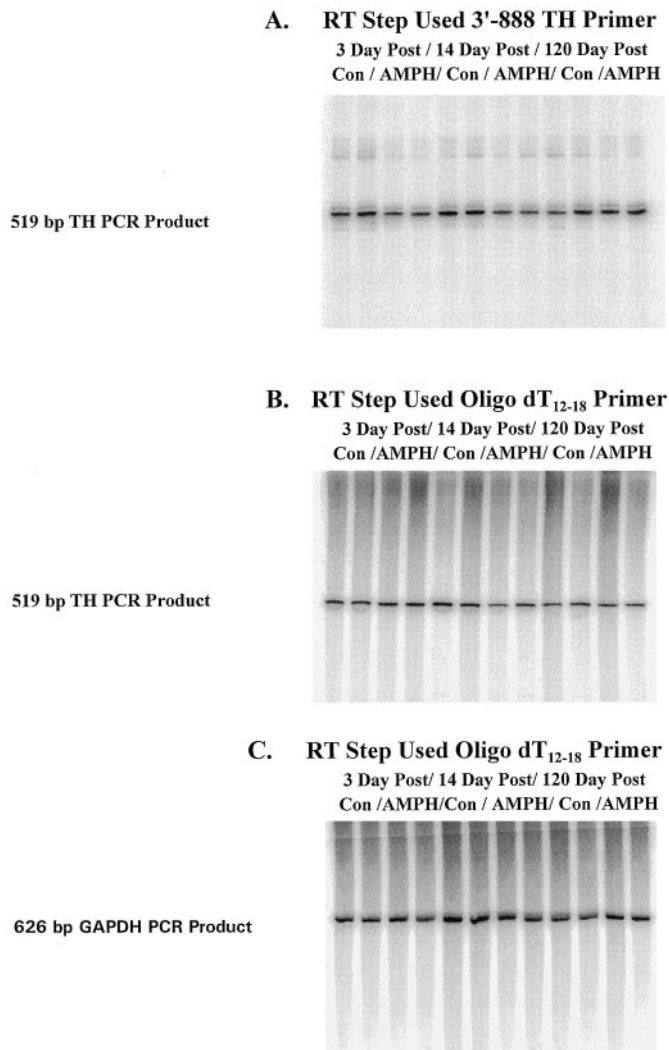 A. RT Step Used 3'-888 TH Primer
3 Day Post / 14 Day Post / 120 Day Post
Con / AMPH/ Con / AMPH/ Con /AMPH
519 bp TH PCR Product
B. RT Step Used Oligo dT12-18 Primer
3 Day Post/ 14 Day Post/ 120 Day Post
Con /AMPH/ Con / AMPH/ Con /AMPH
519 bp TH PCR Product
C. RT Step Used Oligo dT12-18 Primer
3 Day Post/ 14 Day Post/ 120 Day Post
Con /AMPH/Con / AMPH/ Con /AMPH
626 bp GAPDH PCR Product